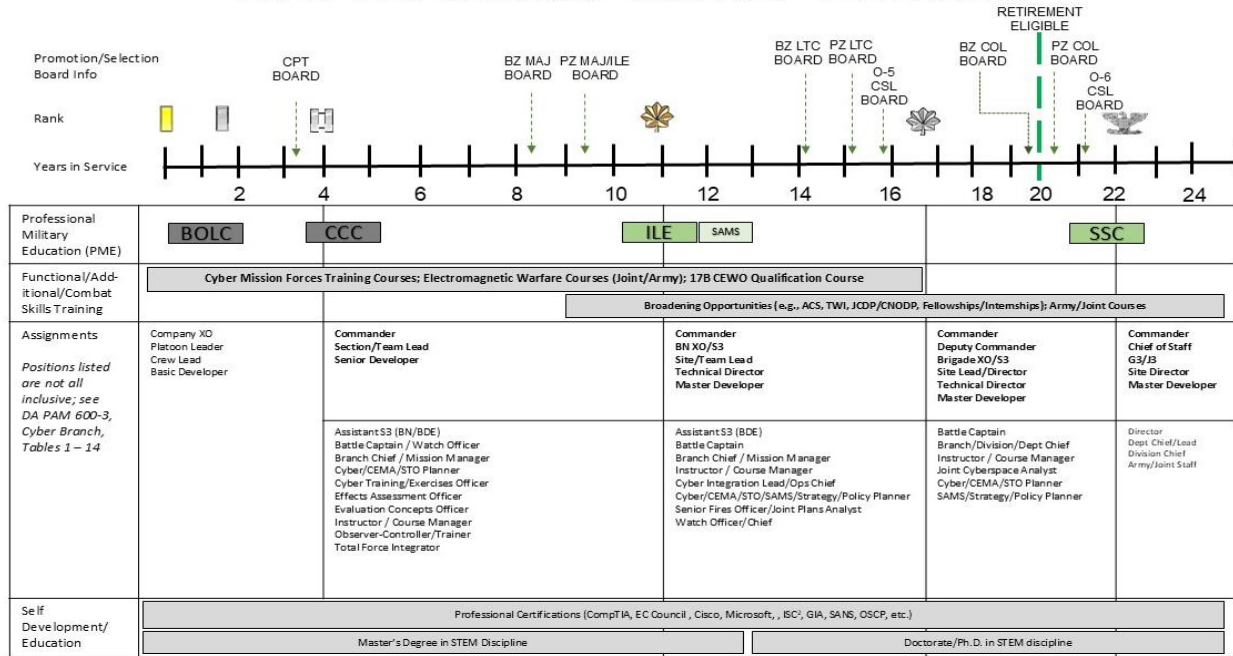 RETIREMENT
ELIGIBLE
Promotion/Selection
Board Info
CPT
BOARD
BZ MAJ
BOARD
PZ MAJ/ILE
BOARD
BZ LTC
BOARD
PZ LTC
BOARD
O-5
CSL
BOARD
BZ COL
BOARD
PZ COL
BOARD
O-6
CSL
BOARD
Rank
Years in Service
2 4 6 8 10 12 14 16 18 20 22 24
Professional
Military
Education (PME)
BOLC
CCC
ILE
SAMS
SSC
Functional/Add-
itional/Combat
Skills Training
Cyber Mission Forces Training Courses; Electromagnetic Warfare Courses (Joint/Army); 17B CEWO Qualification Course
Broadening Opportunities (e.g., ACS, TWI, JCDP/CNODP, Fellowships/Internships); Army/Joint Courses
Assignments
Positions listed
are not all
inclusive; see
DA PAM 600-3,
Cyber Branch,
Tables 1 – 14
Company XO
Platoon Leader
Crew Lead
Basic Developer
Commander
Section/Team Lead
Senior Developer
Commander
BN XO/S3
Site/Team Lead
Technical Director
Master Developer
Commander
Deputy Commander
Brigade XO/S3
Site Lead/Director
Technical Director
Master Developer
Commander
Chief of Staff
G3/J3
Site Director
Master Developer
Assistant S3 (BN/BDE)
Battle Captain / Watch Officer
Branch Chief / Mission Manager
Cyber/CEMA/STO Planner
Cyber Training/Exercises Officer
Effects Assessment Officer
Evaluation Concepts Officer
Instructor / Course Manager
Observer-Controller/Trainer
Total Force Integrator
Assistant S3 (BDE)
Battle Captain
Branch Chief / Mission Manager
Instructor / Course Manager
Cyber Integration Lead/Ops Chief
Cyber/CEMA/STO/SAMS/Strategy/Policy Planner
Senior Fires Officer/Joint Plans Analyst
Watch Officer/Chief
Battle Captain
Branch/Division/Dept Chief
Instructor / Course Manager
Joint Cyberspace Analyst
Cyber/CEMA/STO Planner
SAMS/Strategy/Policy Planner
Director
Dept Chief/Lead
Division Chief
Army/Joint Staff
Self
Development/
Education
Professional Certifications (CompTIA, EC Council , Cisco, Microsoft, , ISC², GIA, SANS, OSCP, etc.)
Master's Degree in STEM Discipline
Doctorate/Ph.D. in STEM discipline